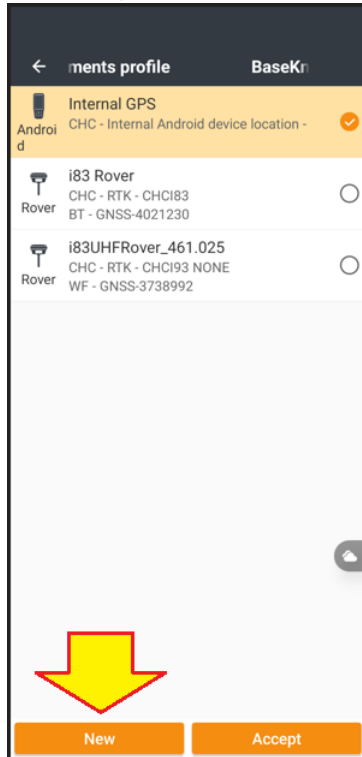 ments profile BaseKn
Internal GPS
CHC - Internal Android device location -
Androi
d
i83 Rover
CHC - RTK - CHCI83
Rover
BT - GNSS-4021230
i83UHFRover_461.025
CHC - RTK - CHCI93 NONE
Rover
WF - GNSS-3738992
New Accept